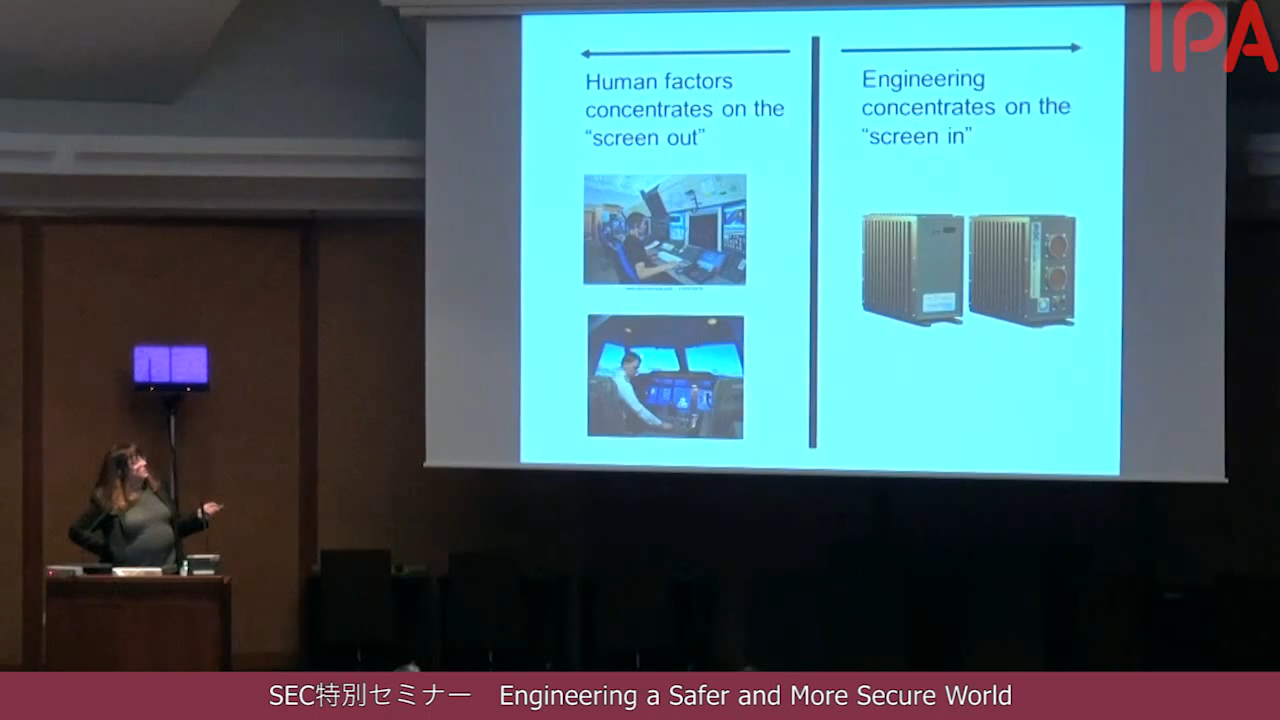 IPA
Human factors
concentrates on the
“screen out”
Engineering
concentrates on the
“screen in”
SEC特別セミナー Engineering a Safer and More Secure World